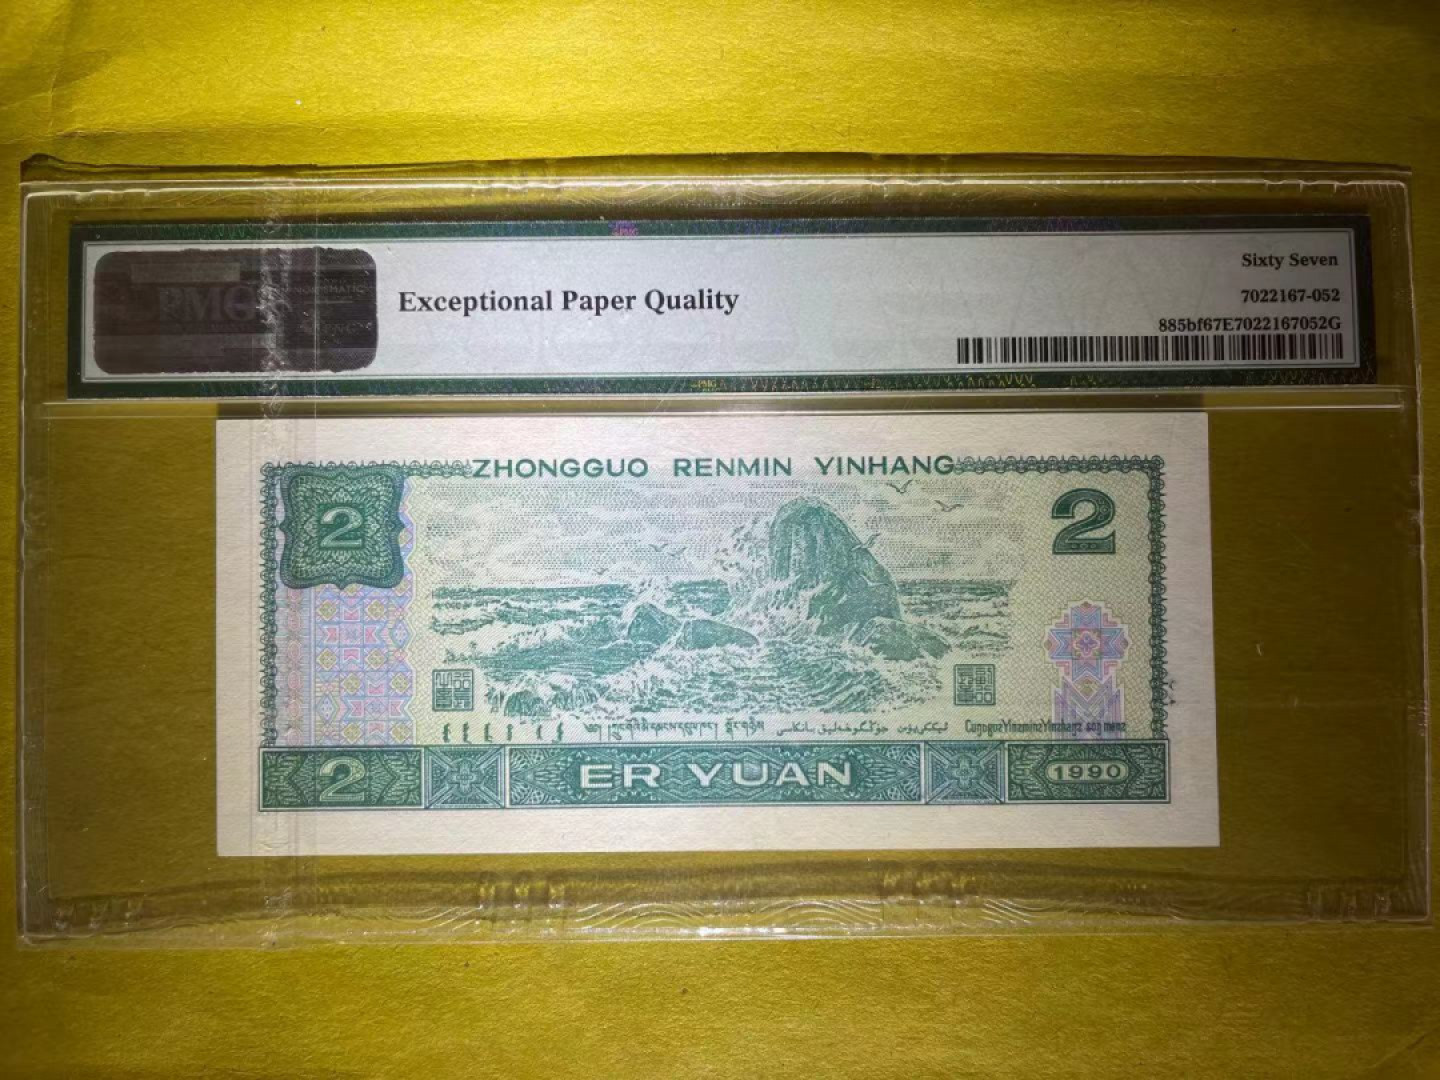 PMG
Exceptional Paper Quality
Sixty Seven
7022167-052
885bf67E7022167052G
ZHONGGUO RENMIN YINHANG
2
2
2
ER YUAN
1990